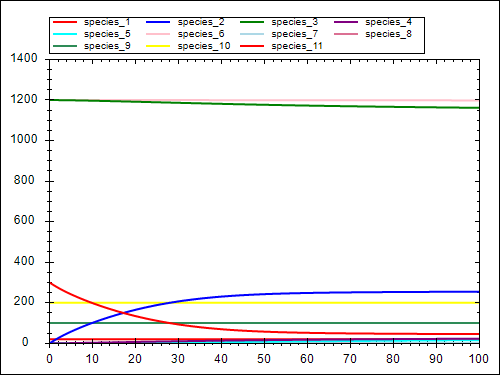 species_1 species_2 species_3 species_4
species_5 species_6 species_7 species_8
species_9 species_10 species_11
1400
1200
1000
800
600
400
200
0
0 10 20 30 40 50 60 70 80 90 100